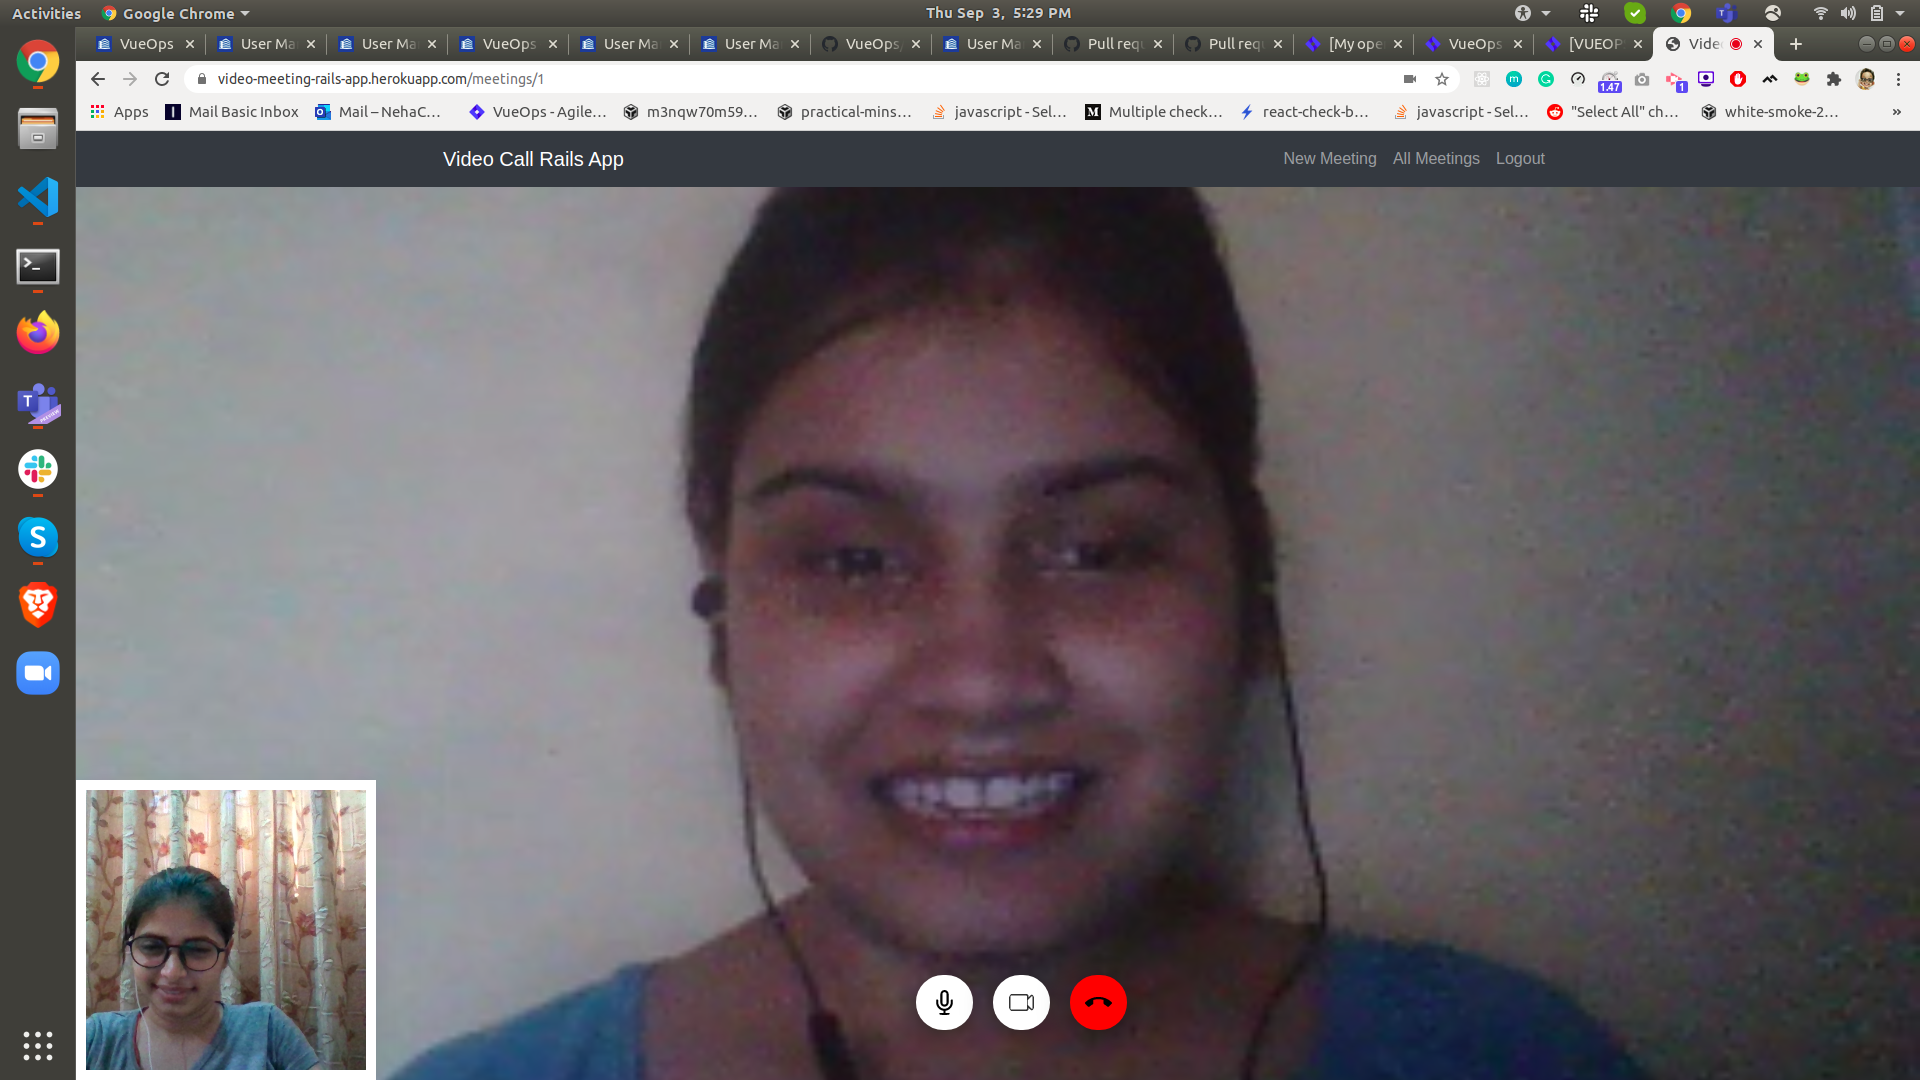 Activities Google Chrome Thu Sep 3, 5:29 PM
VueOps User Ma User Ma VueOps User Ma User Ma VueOps User Ma Pull requ Pull requ [My ope VueOps [VUEOP Vide
video-meeting-rails-app.herokuapp.com/meetings/1 1.47 1
Apps Mail Basic Inbox Mail – NehaC... VueOps - Agile... m3nqw70m59... practical-mins... javascript - Sel... Multiple check... react-check-b... javascript - Sel... "Select All" ch... white-smoke-2... »
Video Call Rails App New Meeting All Meetings Logout